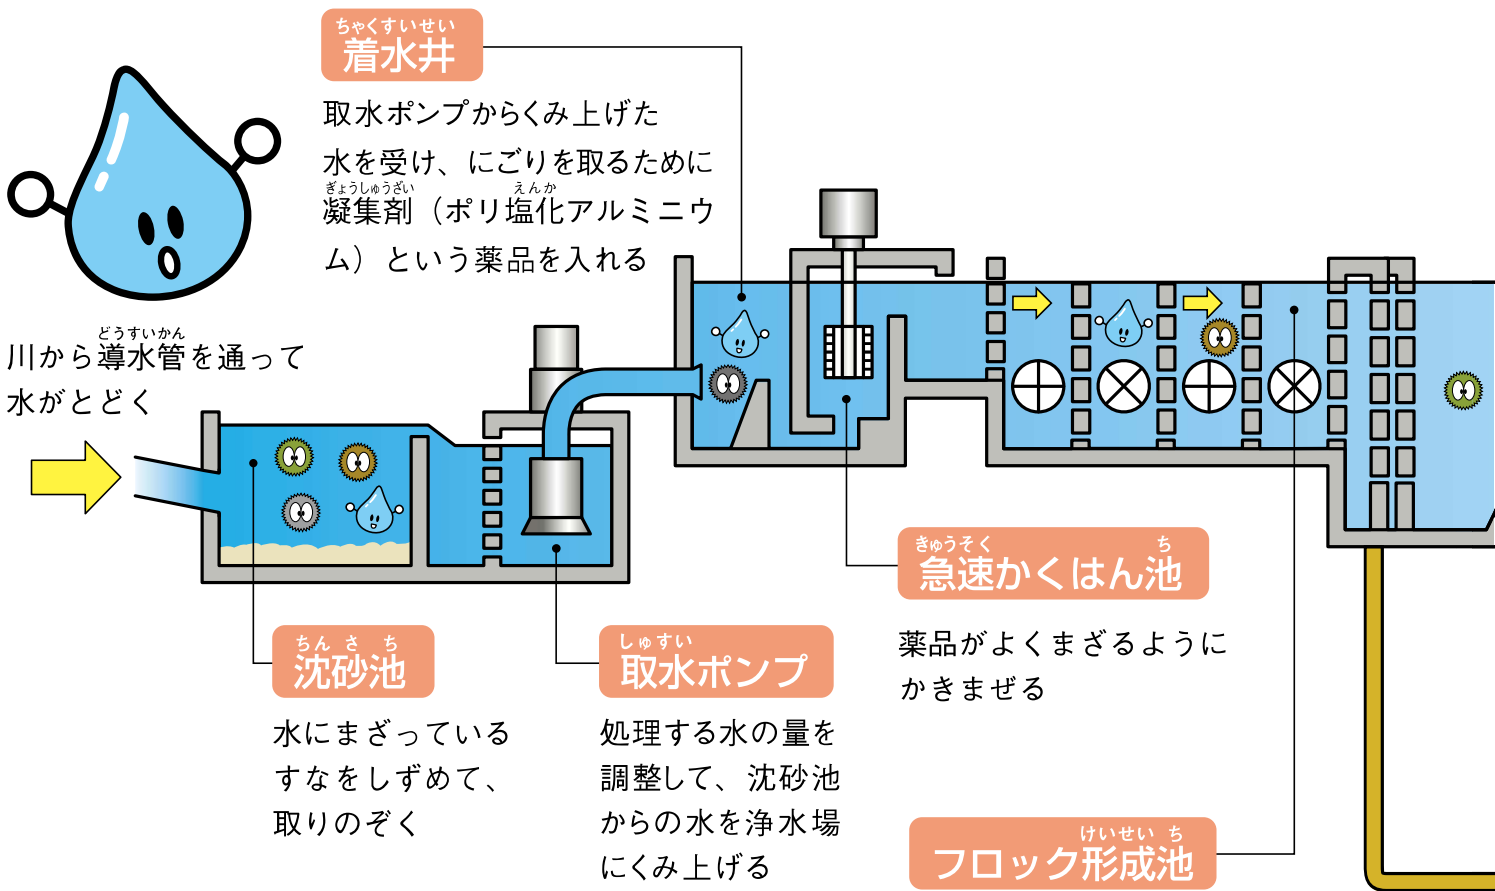 ちゃくすいせい
着水井
取水ポンプからくみ上げた
水を受け、にごりを取るために
ぎょうしゅうざい えんか
凝集剤（ポリ塩化アルミニウ
ム）という薬品を入れる
どうすいかん
川から導水管を通って
水がとどく
きゅうそく ち
急速かくはん池
薬品がよくまざるように
かきまぜる
ちん さ ち
沈砂池
水にまざっている
すなをしずめて、
取りのぞく
しゅすい
取水ポンプ
処理する水の量を
調整して、沈砂池
からの水を浄水場
にくみ上げる
けいせい ち
フロック形成池